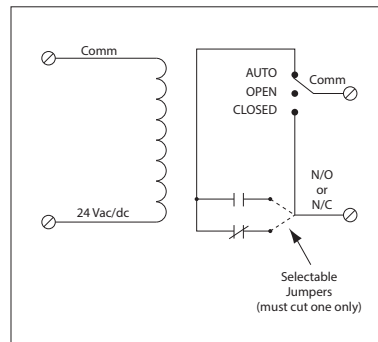 Comm
AUTO
OPEN
CLOSED
Comm
24 Vac/dc
N/O
or
N/C
Selectable
Jumpers
(must cut one only)